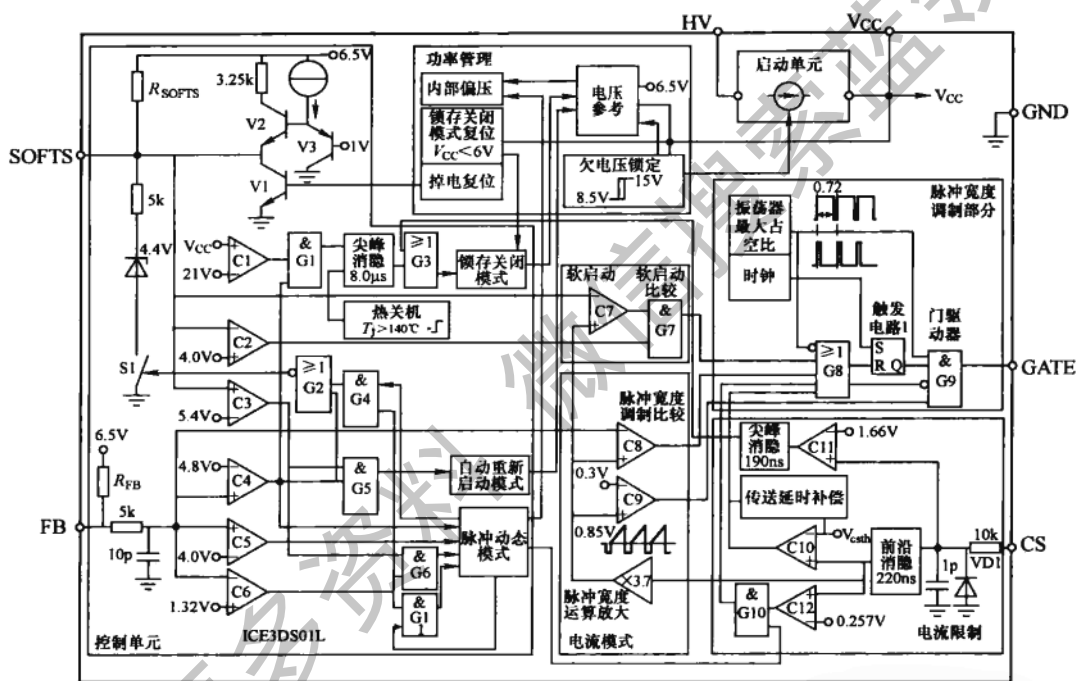 HV
VCC
6.5V
RSOFTS
3.25k
V2
V3
1V
SOFTS
V1
5k
4.4V
功率管理
内部偏压
锁存关闭
模式复位
VCC<6V
掉电复位
电压
参考
6.5V
启动单元
VCC
GND
欠电压锁定
15V
8.5V
脉冲宽度
调制部分
振荡器
最大占
空比
时钟
0.72
VCC
21V
C1
&
G1
尖峰
消隐
8.0μs
≥1
G3
锁存关闭
模式
热关机
Tj>140℃
软启动
软启动
比较
C7
&
G7
触发
电路1
S
R Q
门驱
动器
&
G9
GATE
≥1
G8
C2
4.0V
S1
≥1
G2
&
G4
C3
5.4V
6.5V
RFB
FB
5k
10p
4.8V
C4
&
G5
自动重新
启动模式
C5
4.0V
脉冲动态
模式
&
G6
C6
1.32V
&
G1
1
ICE3DS01L
控制单元
脉冲宽度
调制比较
C8
0.3V
C9
0.85V
×3.7
脉冲宽度
运算放大
电流模式
尖峰
消隐
190ns
C11
1.66V
传送延时补偿
Vcsth
C10
前沿
消隐
220ns
10k
CS
1p
VD1
&
G10
C12
0.257V
电流限制
更多资料 微信搜索蓝